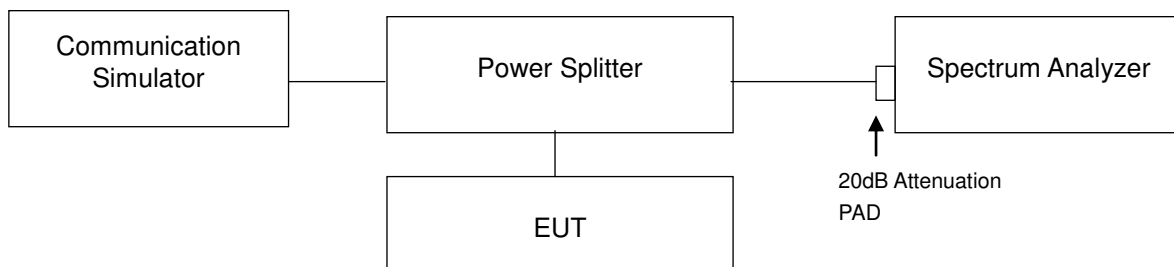 Communication
Simulator
Power Splitter
Spectrum Analyzer
20dB Attenuation
PAD
EUT